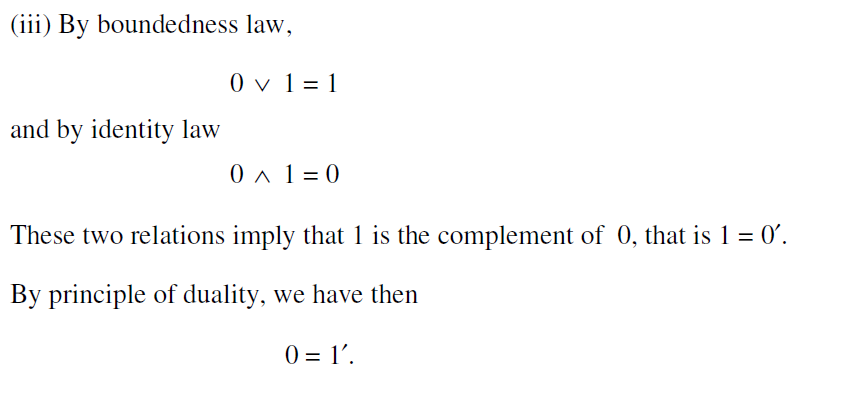 (iii) By boundedness law,
0 ∨ 1 = 1
and by identity law
0 ∧ 1 = 0
These two relations imply that 1 is the complement of 0, that is 1 = 0′.
By principle of duality, we have then
0 = 1′.